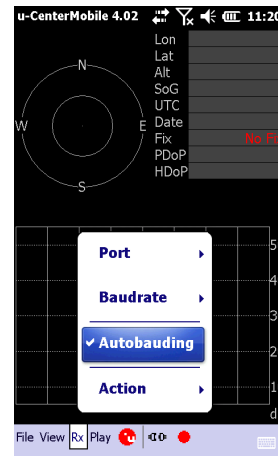 u-CenterMobile 4.02 11:20
Lon
Lat
Alt
SoG
UTC
Date
Fix No Fi
PDoP
HDoP
N
W E
S
5
4
3
2
1
d
Port
Baudrate
Autobauding
Action
File View Rx Play u